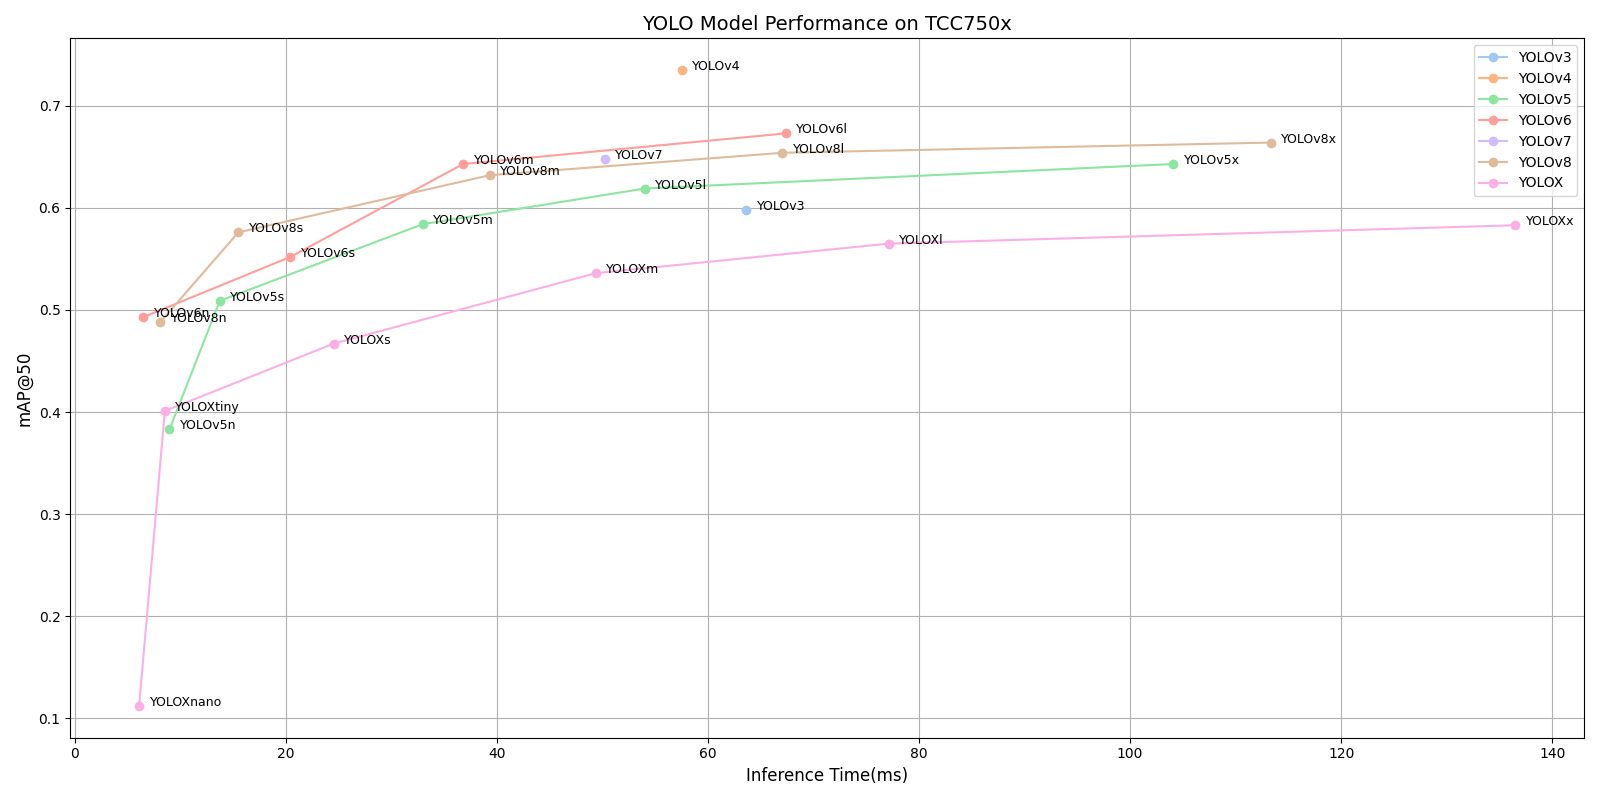 YOLO Model Performance on TCC750x
YOLOv3
YOLOv4
YOLOv5
YOLOv6
YOLOv7
YOLOv8
YOLOX
YOLOv4
YOLOv6l
YOLOv8x
YOLOv8l
YOLOv7
YOLOv6m
YOLOv5x
YOLOv8m
YOLOv5l
YOLOv3
YOLOv5m
YOLOXx
YOLOv8s
YOLOXl
YOLOv6s
YOLOXm
YOLOv5s
YOLOv6n
YOLOv8n
YOLOXs
YOLOXtiny
YOLOv5n
YOLOXnano
mAP@50
0.7
0.6
0.5
0.4
0.3
0.2
0.1
0 20 40 60 80 100 120 140
Inference Time(ms)